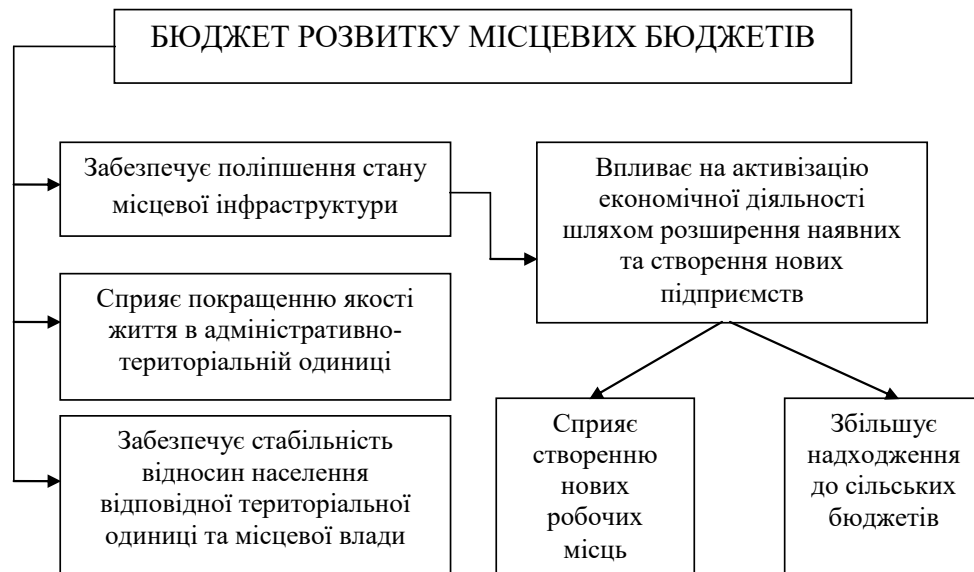 БЮДЖЕТ РОЗВИТКУ МІСЦЕВИХ БЮДЖЕТІВ
Забезпечує поліпшення стану
місцевої інфраструктури
Впливає на активізацію
економічної діяльності
шляхом розширення наявних
та створення нових
підприємств
Сприяє покращенню якості
життя в адміністративно-
територіальній одиниці
Забезпечує стабільність
відносин населення
відповідної територіальної
одиниці та місцевої влади
Сприяє
створенню
нових
робочих
місць
Збільшує
надходження
до сільських
бюджетів